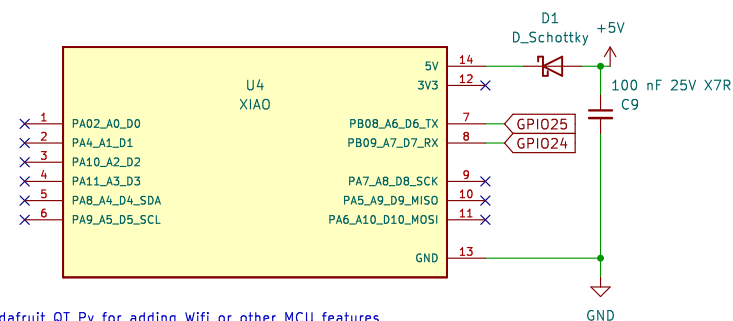 D1
D_Schottky
+5V
5V
14
3V3
12
U4
XIAO
100 nF 25V X7R
C9
1
PA02_A0_D0
PB08_A6_D6_TX
7
GPIO25
2
PA4_A1_D1
PB09_A7_D7_RX
8
GPIO24
3
PA10_A2_D2
4
PA11_A3_D3
PA7_A8_D8_SCK
9
5
PA8_A4_D4_SDA
PA5_A9_D9_MISO
10
6
PA9_A5_D5_SCL
PA6_A10_D10_MOSI
11
GND
13
GND
dafruit QT Py for adding Wifi or other MCU features